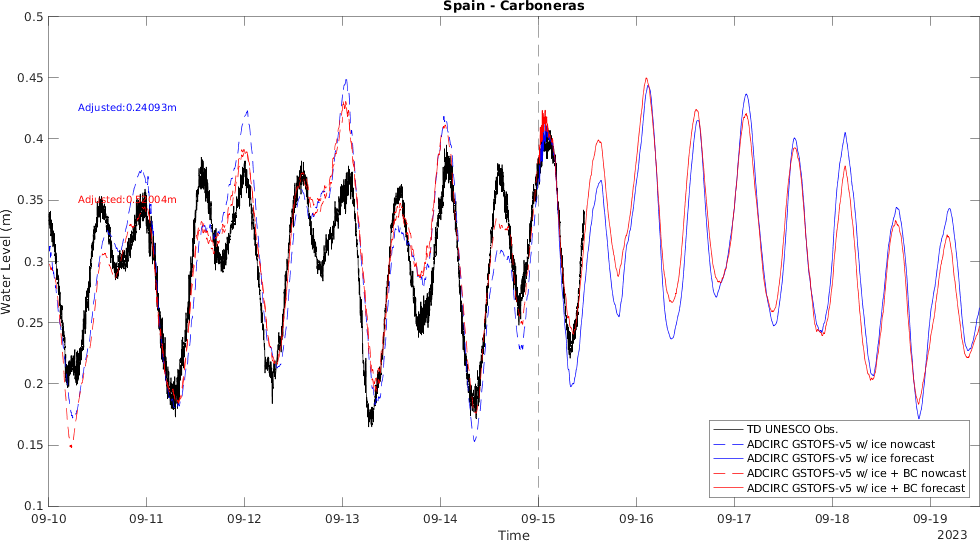 Spain - Carboneras
0.5
0.45
Adjusted:0.24093m
0.4
0.35
0.3
0.25
0.2
0.15
0.1
Water Level (m)
TD UNESCO Obs.
ADCIRC GSTOFS-v5 w/ ice nowcast
ADCIRC GSTOFS-v5 w/ ice forecast
ADCIRC GSTOFS-v5 w/ ice + BC nowcast
ADCIRC GSTOFS-v5 w/ ice + BC forecast
09-10 09-11 09-12 09-13 09-14 09-15 09-16 09-17 09-18 09-19
Time
2023